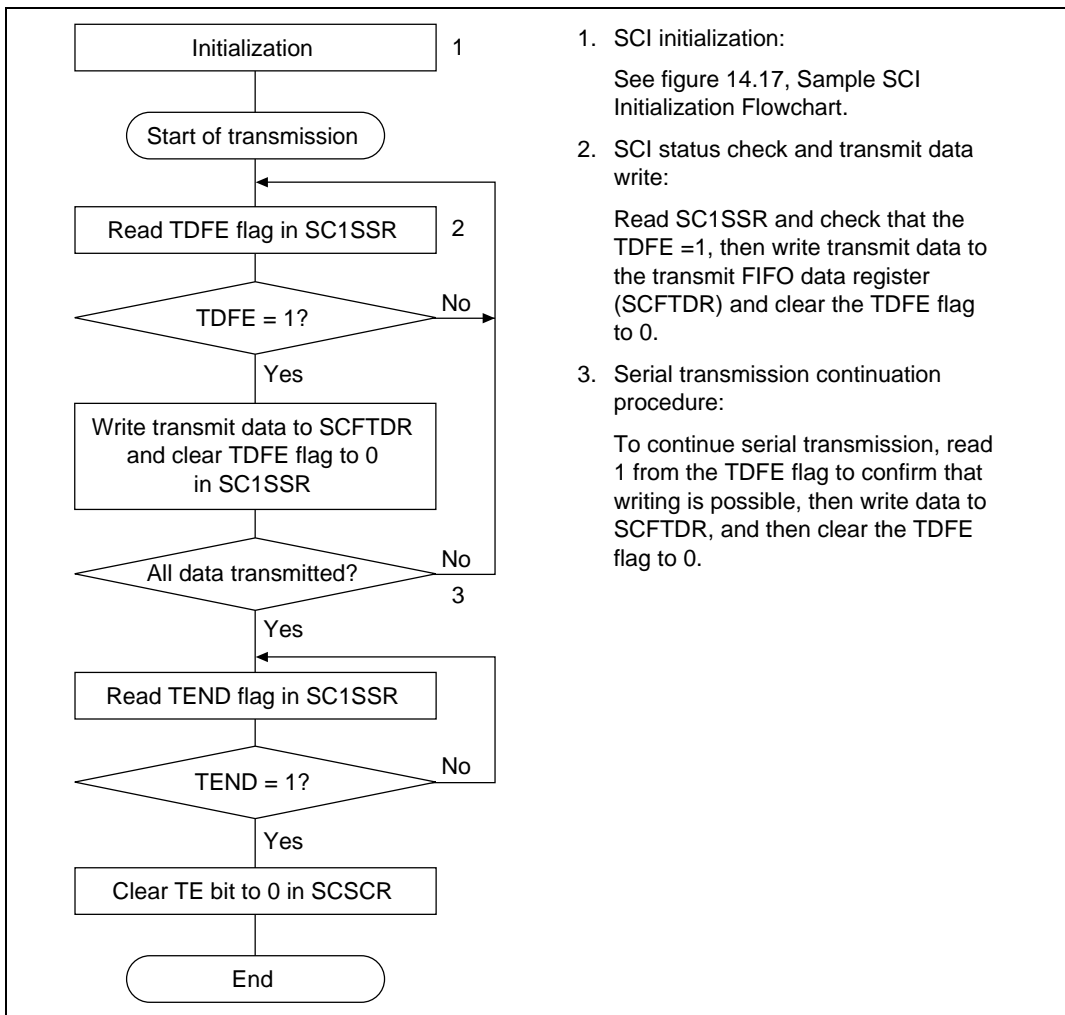 Initialization
1
Start of transmission
Read TDFE flag in SC1SSR
2
TDFE = 1?
No
Yes
Write transmit data to SCFTDR
and clear TDFE flag to 0
in SC1SSR
All data transmitted?
No
3
Yes
Read TEND flag in SC1SSR
TEND = 1?
No
Yes
Clear TE bit to 0 in SCSCR
End
1. SCI initialization:
See figure 14.17, Sample SCI
Initialization Flowchart.
2. SCI status check and transmit data
write:
Read SC1SSR and check that the
TDFE =1, then write transmit data to
the transmit FIFO data register
(SCFTDR) and clear the TDFE flag
to 0.
3. Serial transmission continuation
procedure:
To continue serial transmission, read
1 from the TDFE flag to confirm that
writing is possible, then write data to
SCFTDR, and then clear the TDFE
flag to 0.